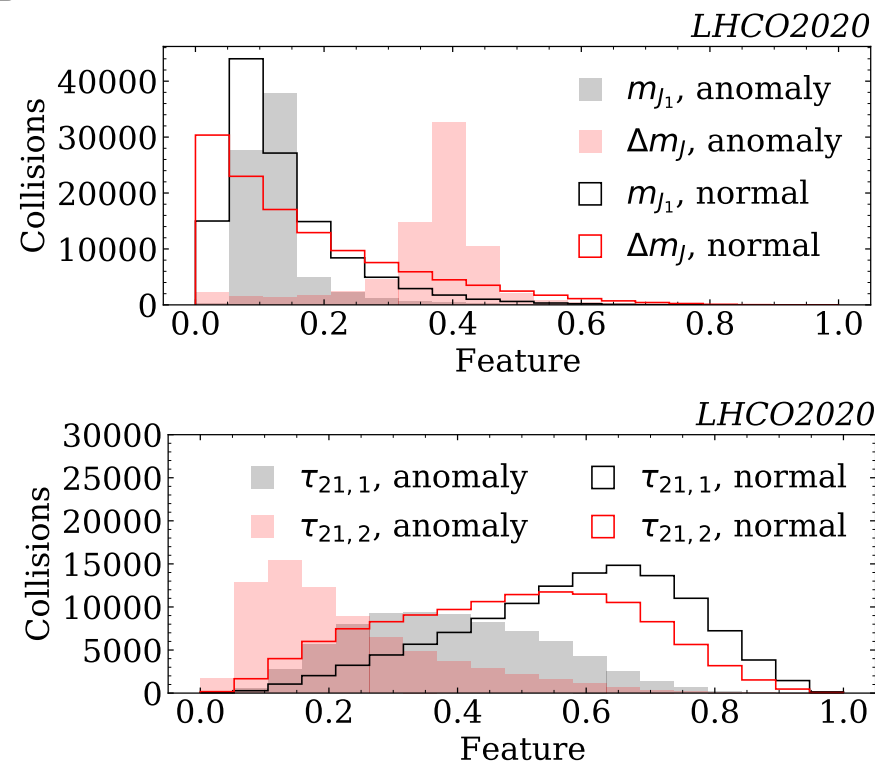 LHCO2020
40000
30000
20000
10000
0
Collisions
m_{J_1}, anomaly
Δm_J, anomaly
m_{J_1}, normal
Δm_J, normal
0.0 0.2 0.4 0.6 0.8 1.0
Feature
LHCO2020
30000
25000
20000
15000
10000
5000
0
Collisions
τ_{21,1}, anomaly τ_{21,1}, normal
τ_{21,2}, anomaly τ_{21,2}, normal
0.0 0.2 0.4 0.6 0.8 1.0
Feature